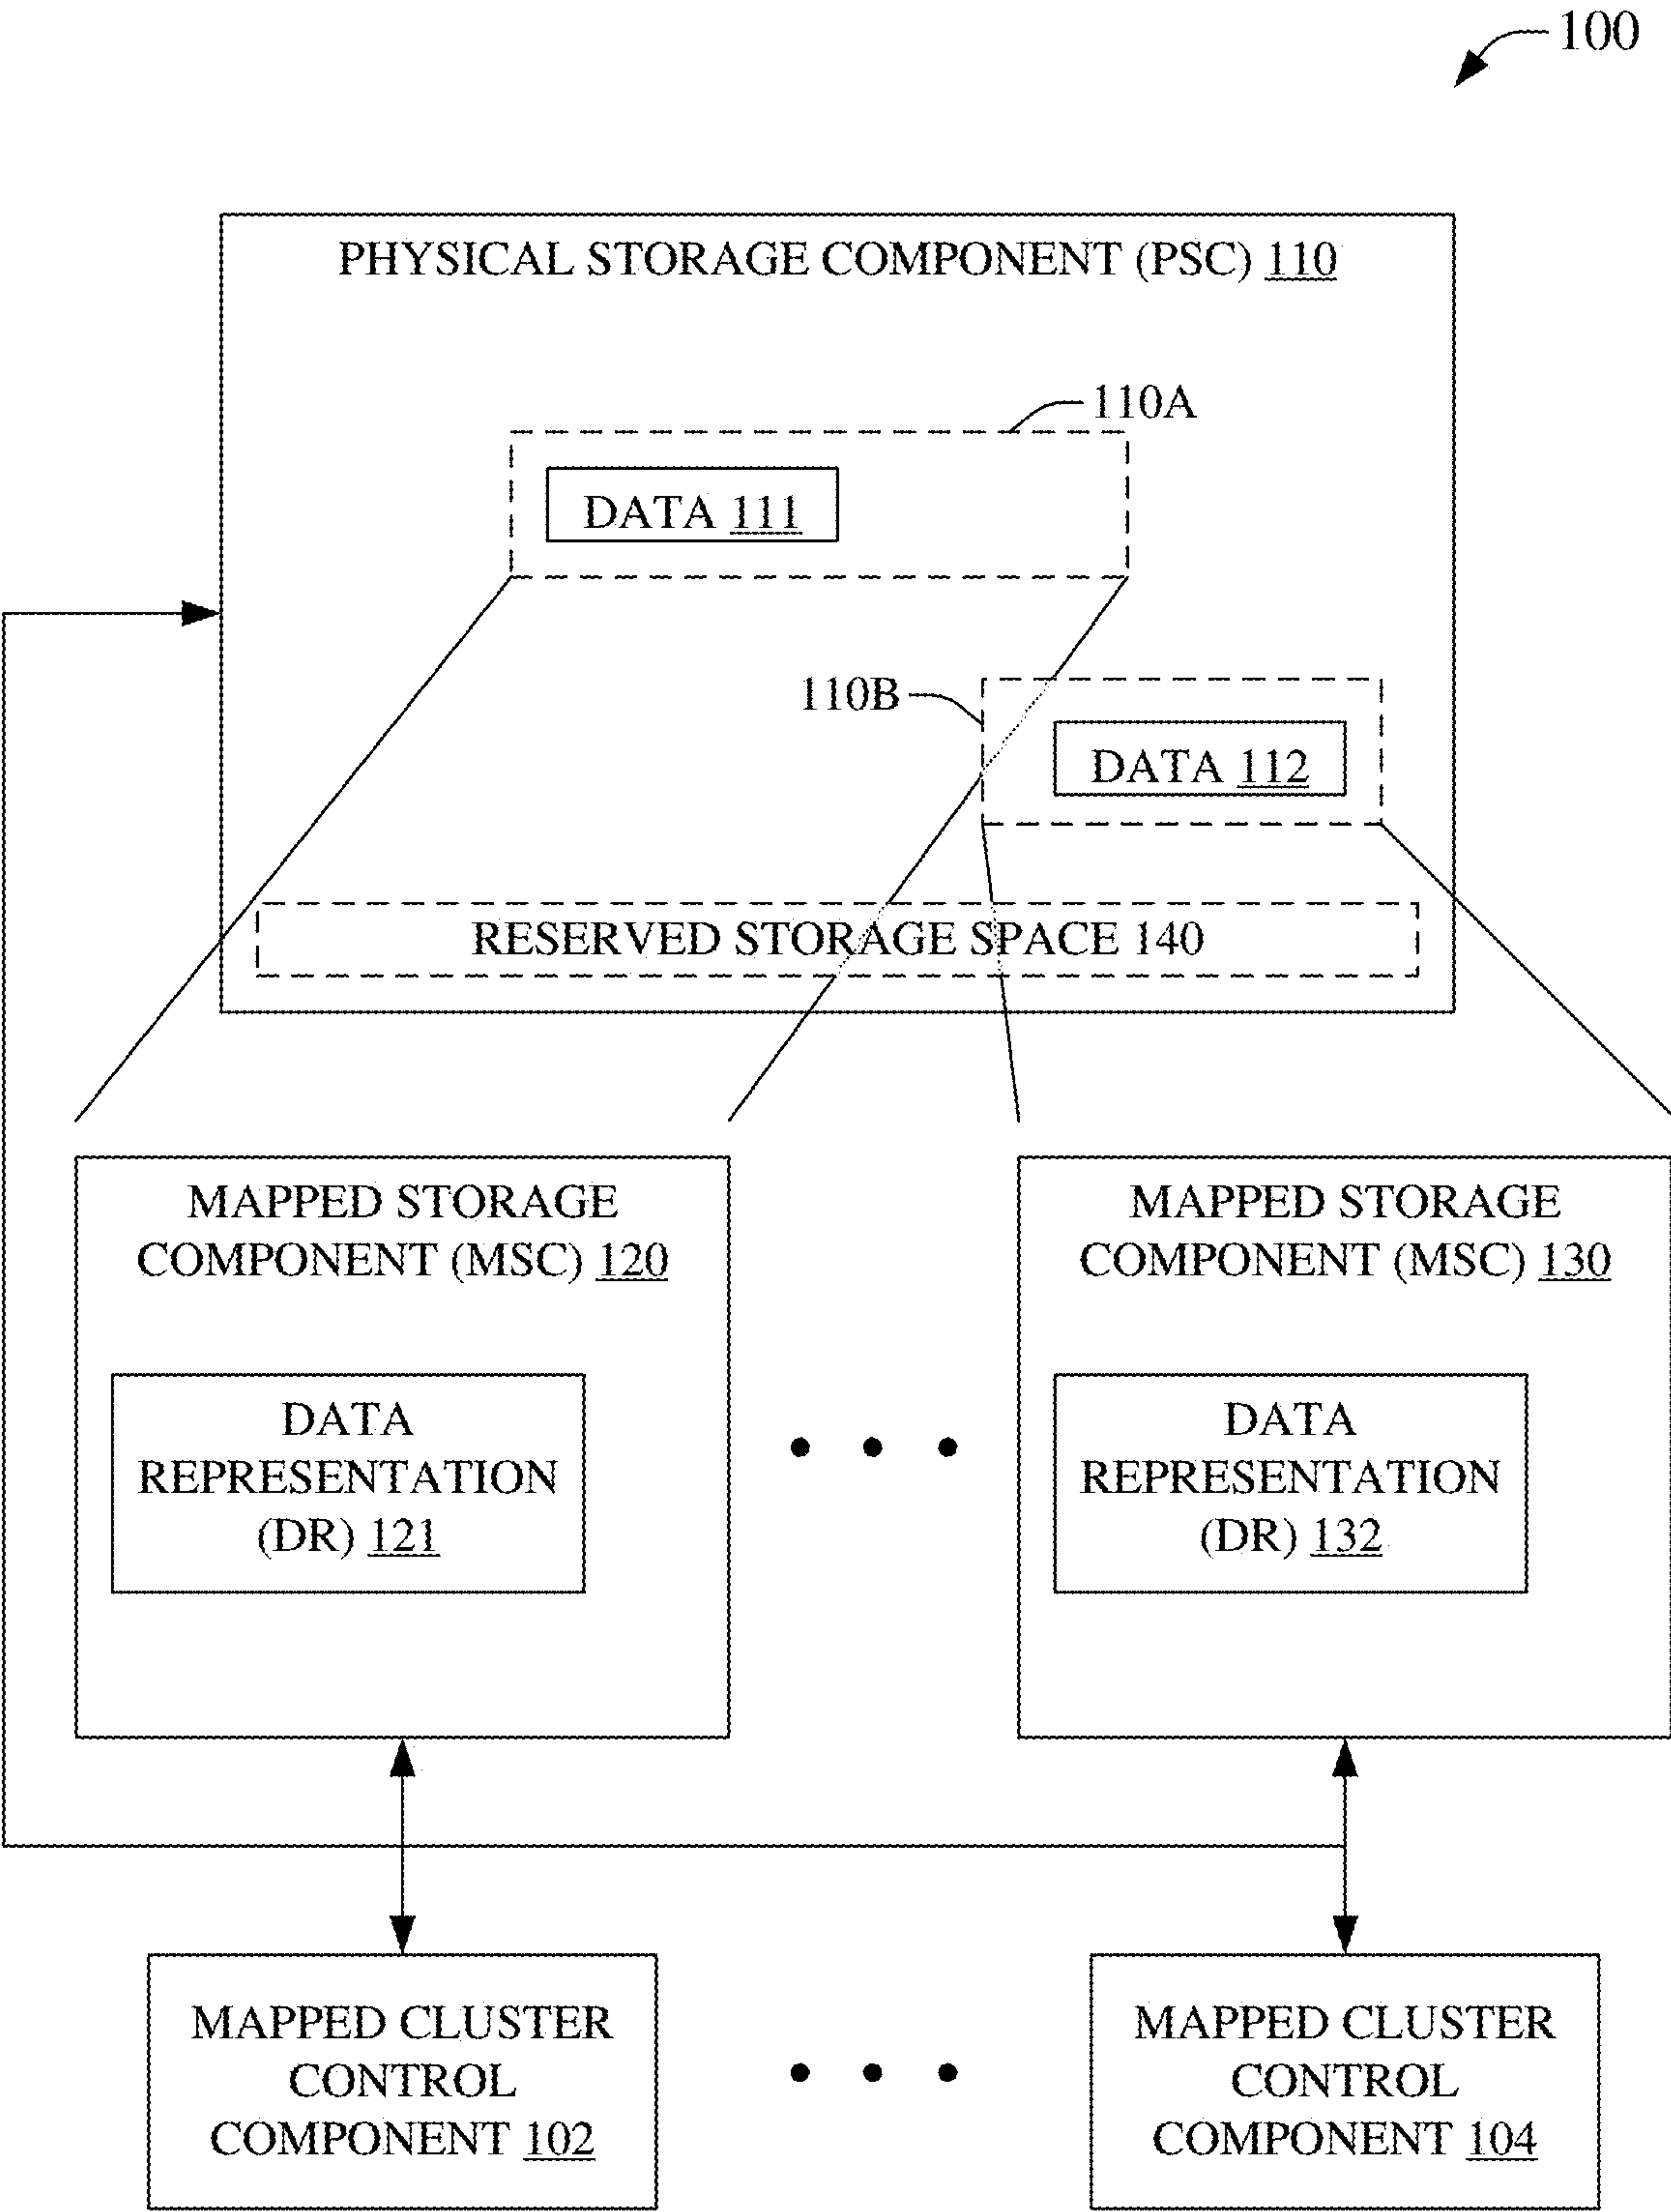 100
PHYSICAL STORAGE COMPONENT (PSC) 110
110A
DATA 111
110B
DATA 112
RESERVED STORAGE SPACE 140
MAPPED STORAGE
COMPONENT (MSC) 120
DATA
REPRESENTATION
(DR) 121
MAPPED STORAGE
COMPONENT (MSC) 130
DATA
REPRESENTATION
(DR) 132
MAPPED CLUSTER
CONTROL
COMPONENT 102
MAPPED CLUSTER
CONTROL
COMPONENT 104